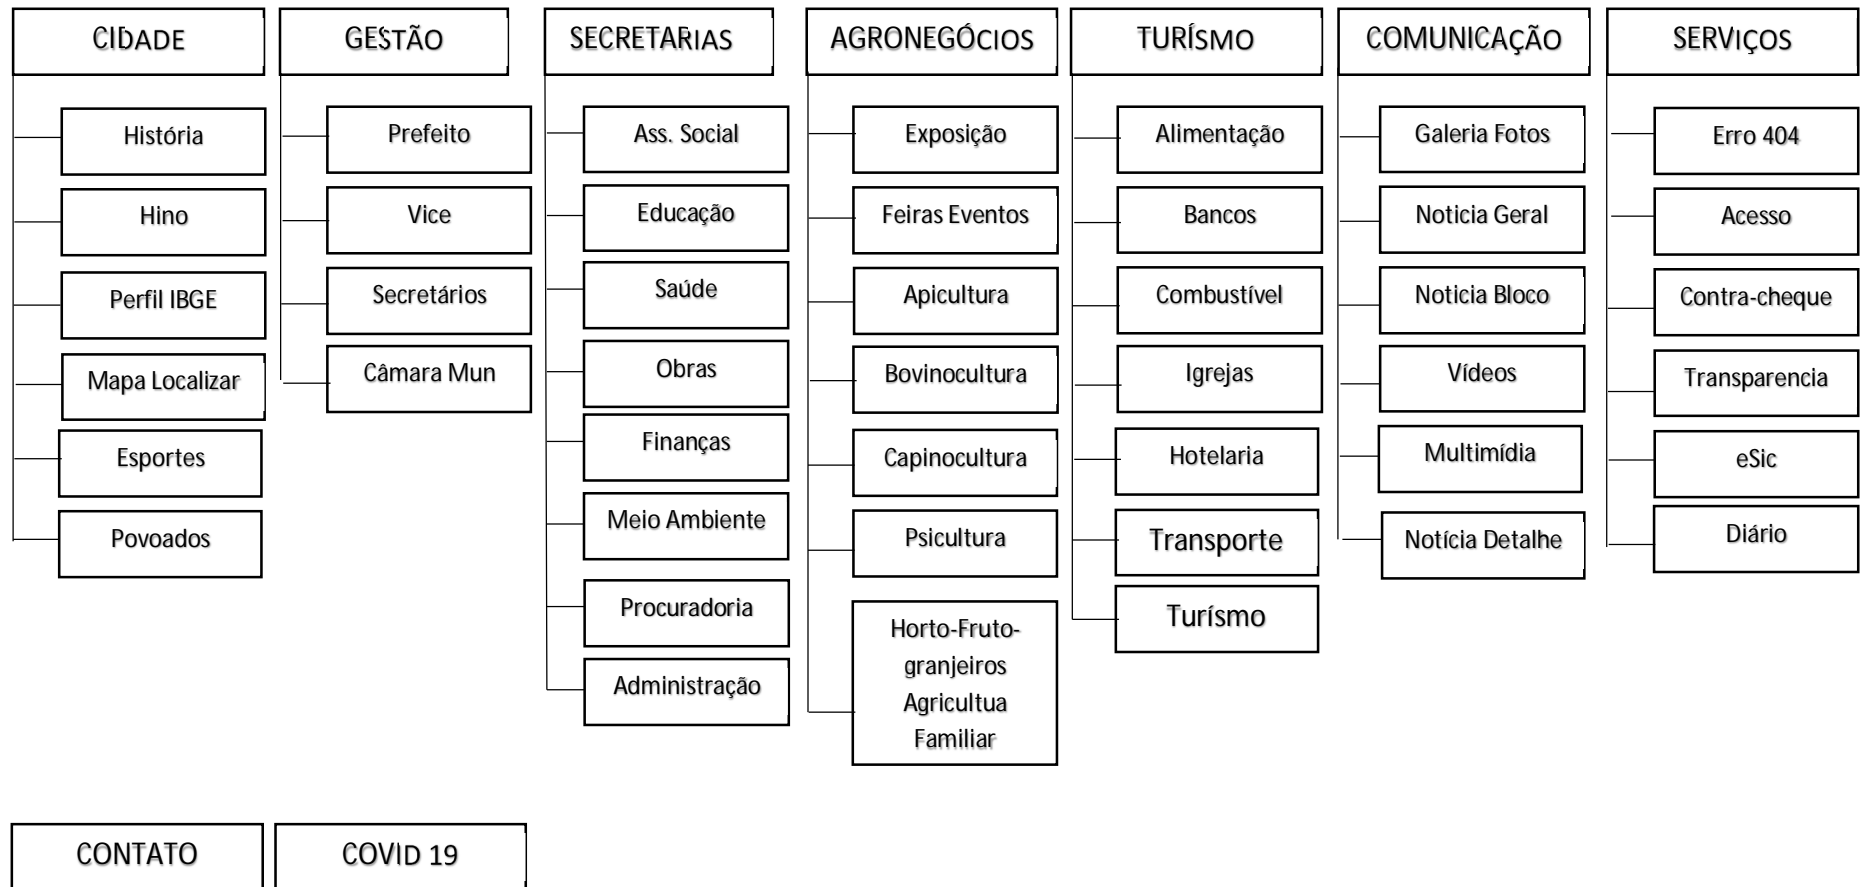 CIDADE
História
Hino
Perfil IBGE
Mapa Localizar
Esportes
Povoados
GESTÃO
Prefeito
Vice
Secretários
Câmara Mun
SECRETARIAS
Ass. Social
Educação
Saúde
Obras
Finanças
Meio Ambiente
Procuradoria
Administração
AGRONEGÓCIOS
Exposição
Feiras Eventos
Apicultura
Bovinocultura
Capinocultura
Psicultura
Horto-Fruto-
granjeiros
Agricultua
Familiar
TURÍSMO
Alimentação
Bancos
Combustível
Igrejas
Hotelaria
Transporte
Turísmo
COMUNICAÇÃO
Galeria Fotos
Noticia Geral
Noticia Bloco
Vídeos
Multimídia
Notícia Detalhe
SERVIÇOS
Erro 404
Acesso
Contra-cheque
Transparencia
eSic
Diário
CONTATO
COVID 19